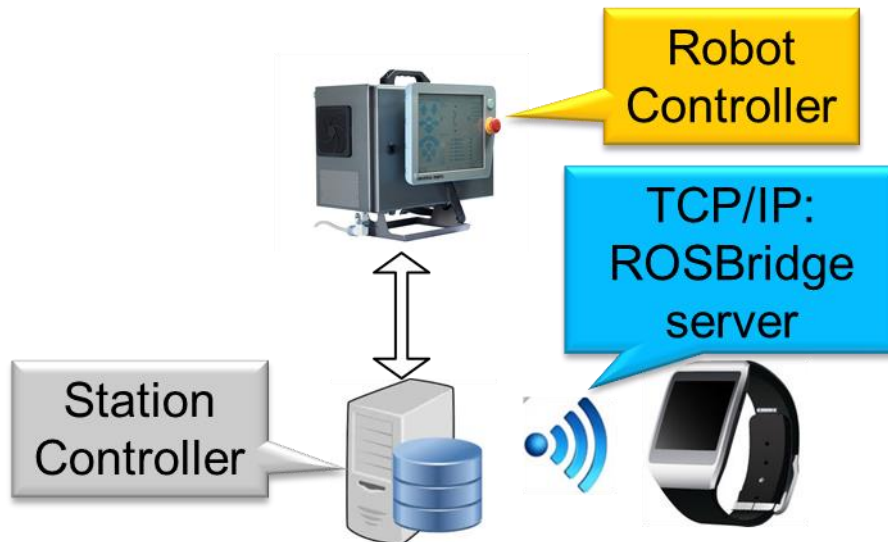 Robot
Controller
TCP/IP:
ROSBridge
server
Station
Controller